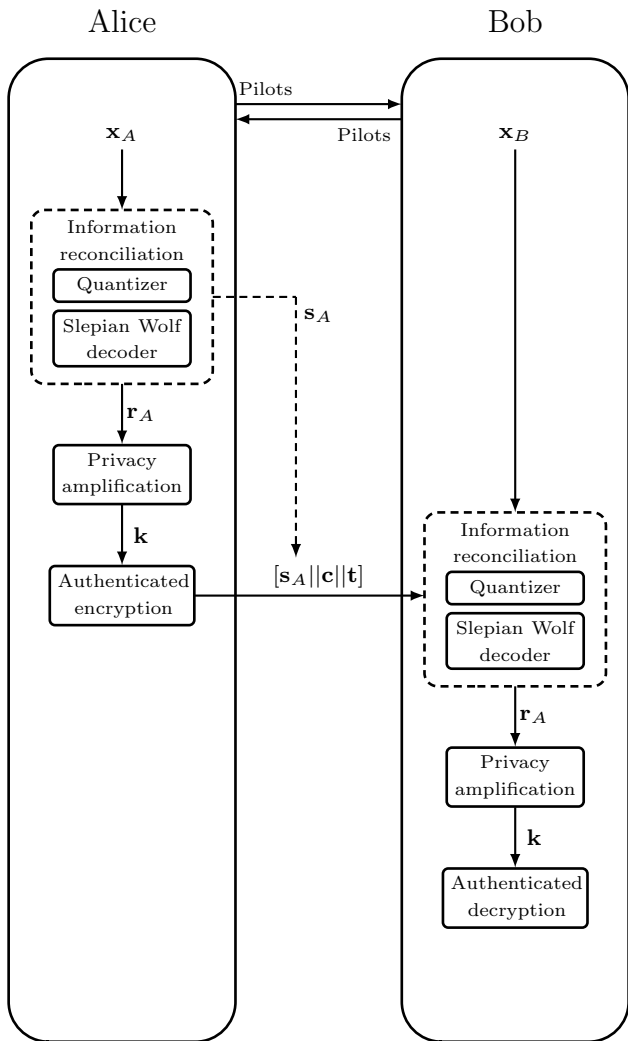 Alice
Bob
Pilots
Pilots
𝐱_A
𝐱_B
Information
reconciliation
Quantizer
Slepian Wolf
decoder
𝐬_A
𝐫_A
Privacy
amplification
𝐤
Authenticated
encryption
[𝐬_A||𝐜||𝐭]
Information
reconciliation
Quantizer
Slepian Wolf
decoder
𝐫_A
Privacy
amplification
𝐤
Authenticated
decryption